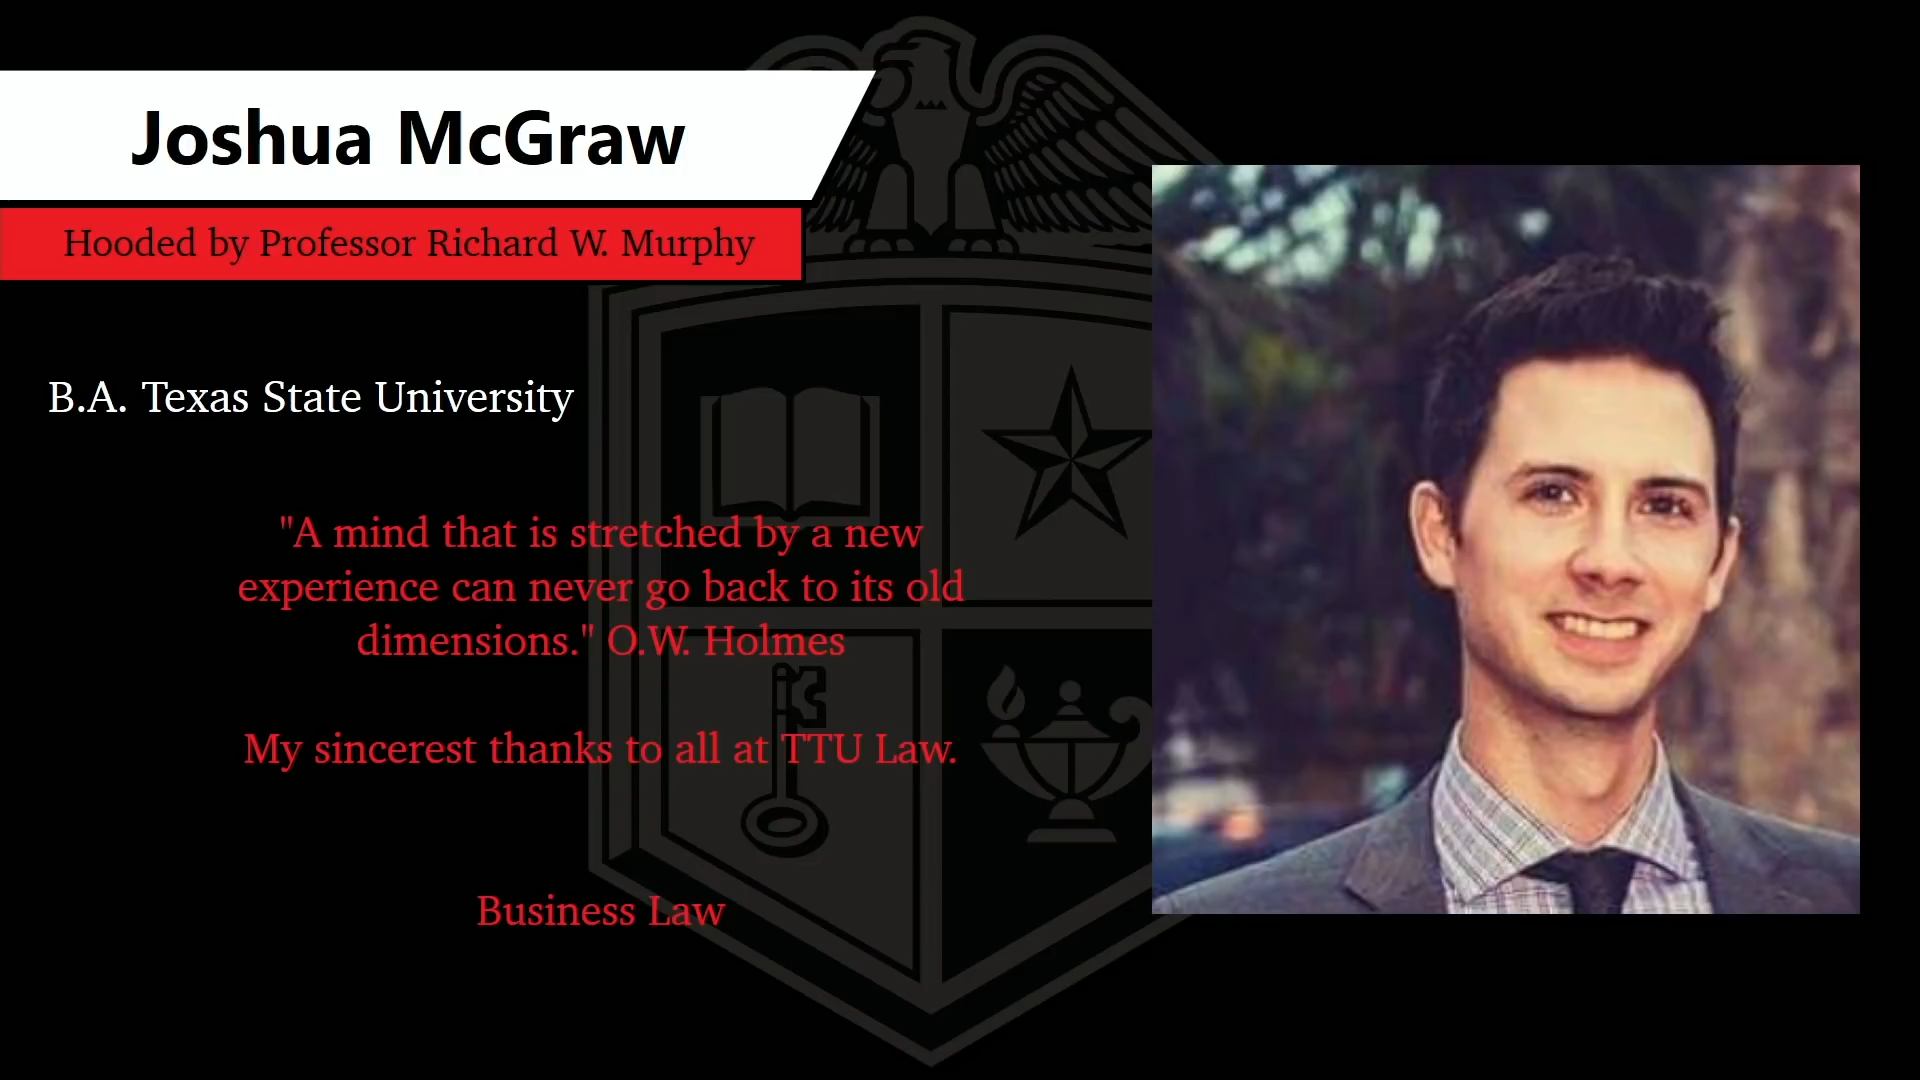 Joshua McGraw
Hooded by Professor Richard W. Murphy
B.A. Texas State University
"A mind that is stretched by a new
experience can never go back to its old
dimensions." O.W. Holmes
My sincerest thanks to all at TTU Law.
Business Law